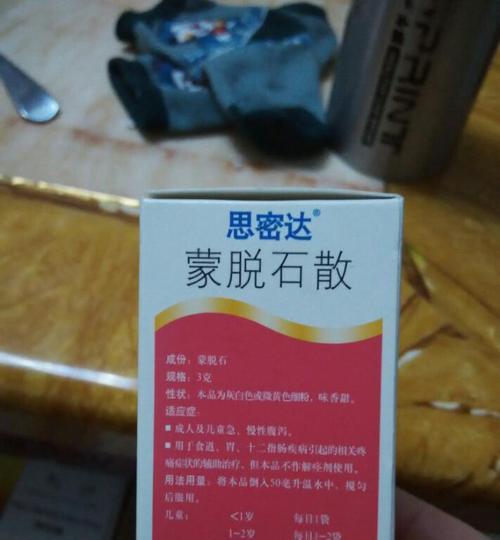 思密达®
蒙脱石散
成份：蒙脱石
规格：3克
性状：本品为灰白色或微黄色细粉，味香甜。
适应症：
■ 成人及儿童急、慢性腹泻。
■ 用于食道、胃、十二指肠疾病引起的相关疼
痛症状的辅助治疗，但本品不作解痉剂使用。
用法用量：将本品倒入50毫升温水中，搅匀
后服用。
儿童： <1岁 每日1袋
1-2岁 每日1-2袋